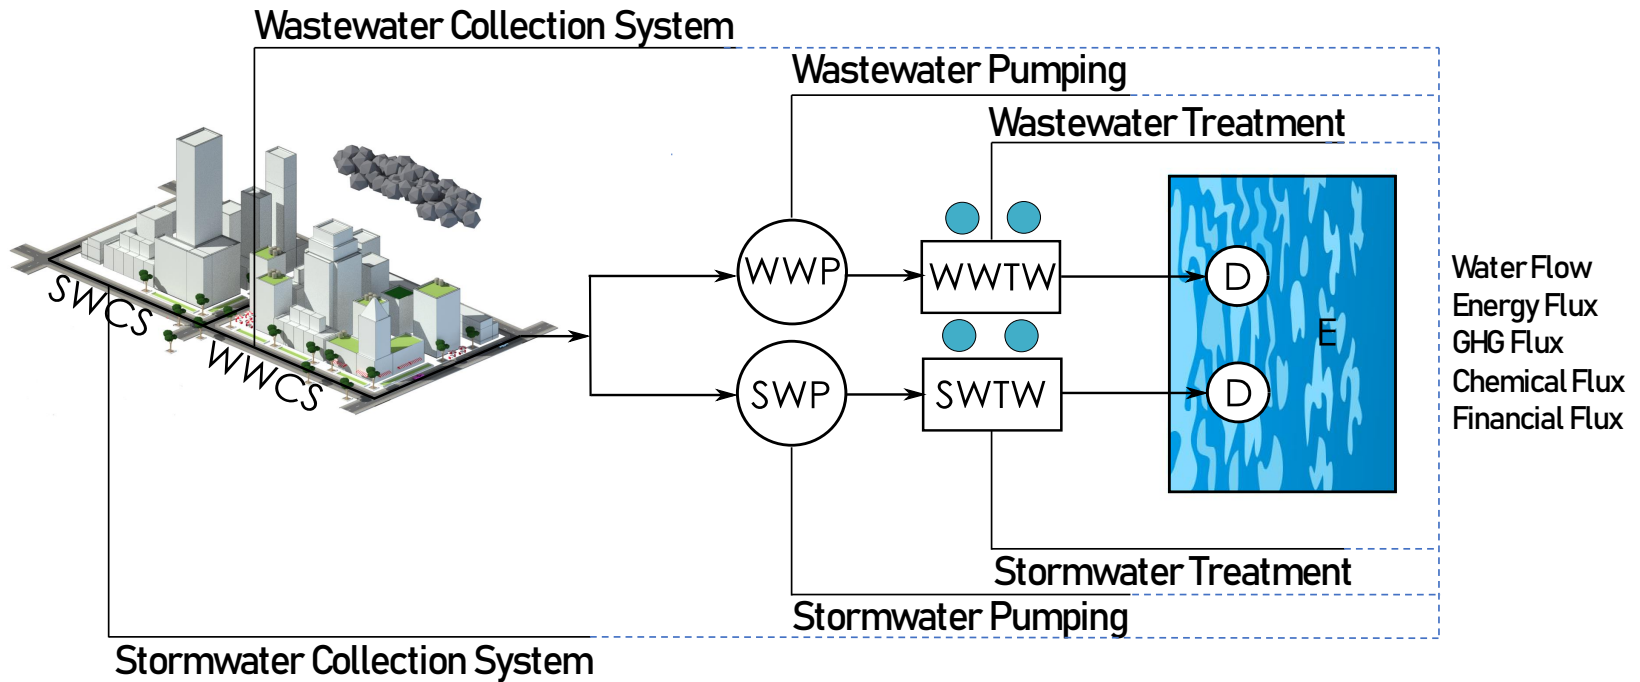 Wastewater Collection System
Wastewater Pumping
Wastewater Treatment
SWCS
WWCS
WWP
WWTW
D
SWP
SWTW
D
E
Water Flow
Energy Flux
GHG Flux
Chemical Flux
Financial Flux
Stormwater Treatment
Stormwater Pumping
Stormwater Collection System